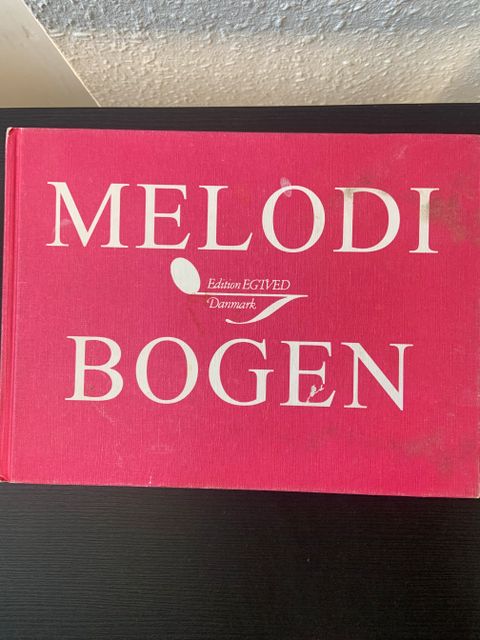 MELODI
Edition EGTVED
Danmark
BOGEN